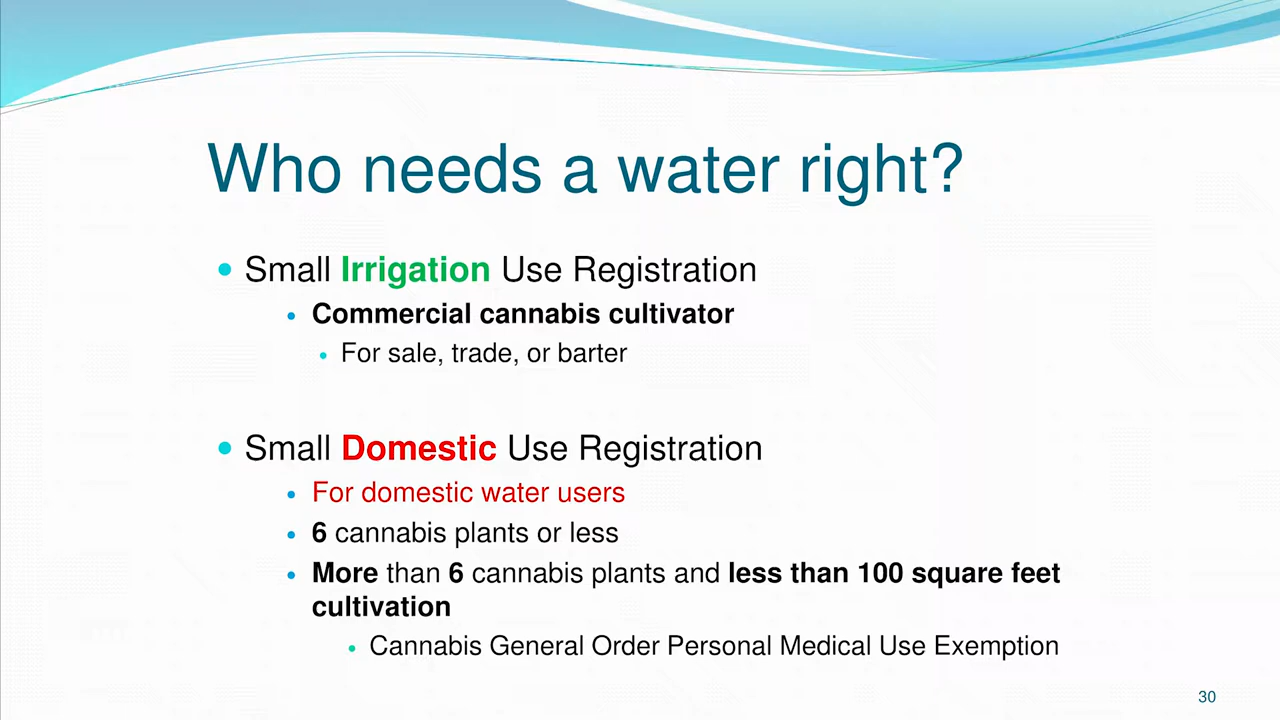 Who needs a water right?
Small Irrigation Use Registration
Commercial cannabis cultivator
For sale, trade, or barter
Small Domestic Use Registration
For domestic water users
6 cannabis plants or less
More than 6 cannabis plants and less than 100 square feet
cultivation
Cannabis General Order Personal Medical Use Exemption
30